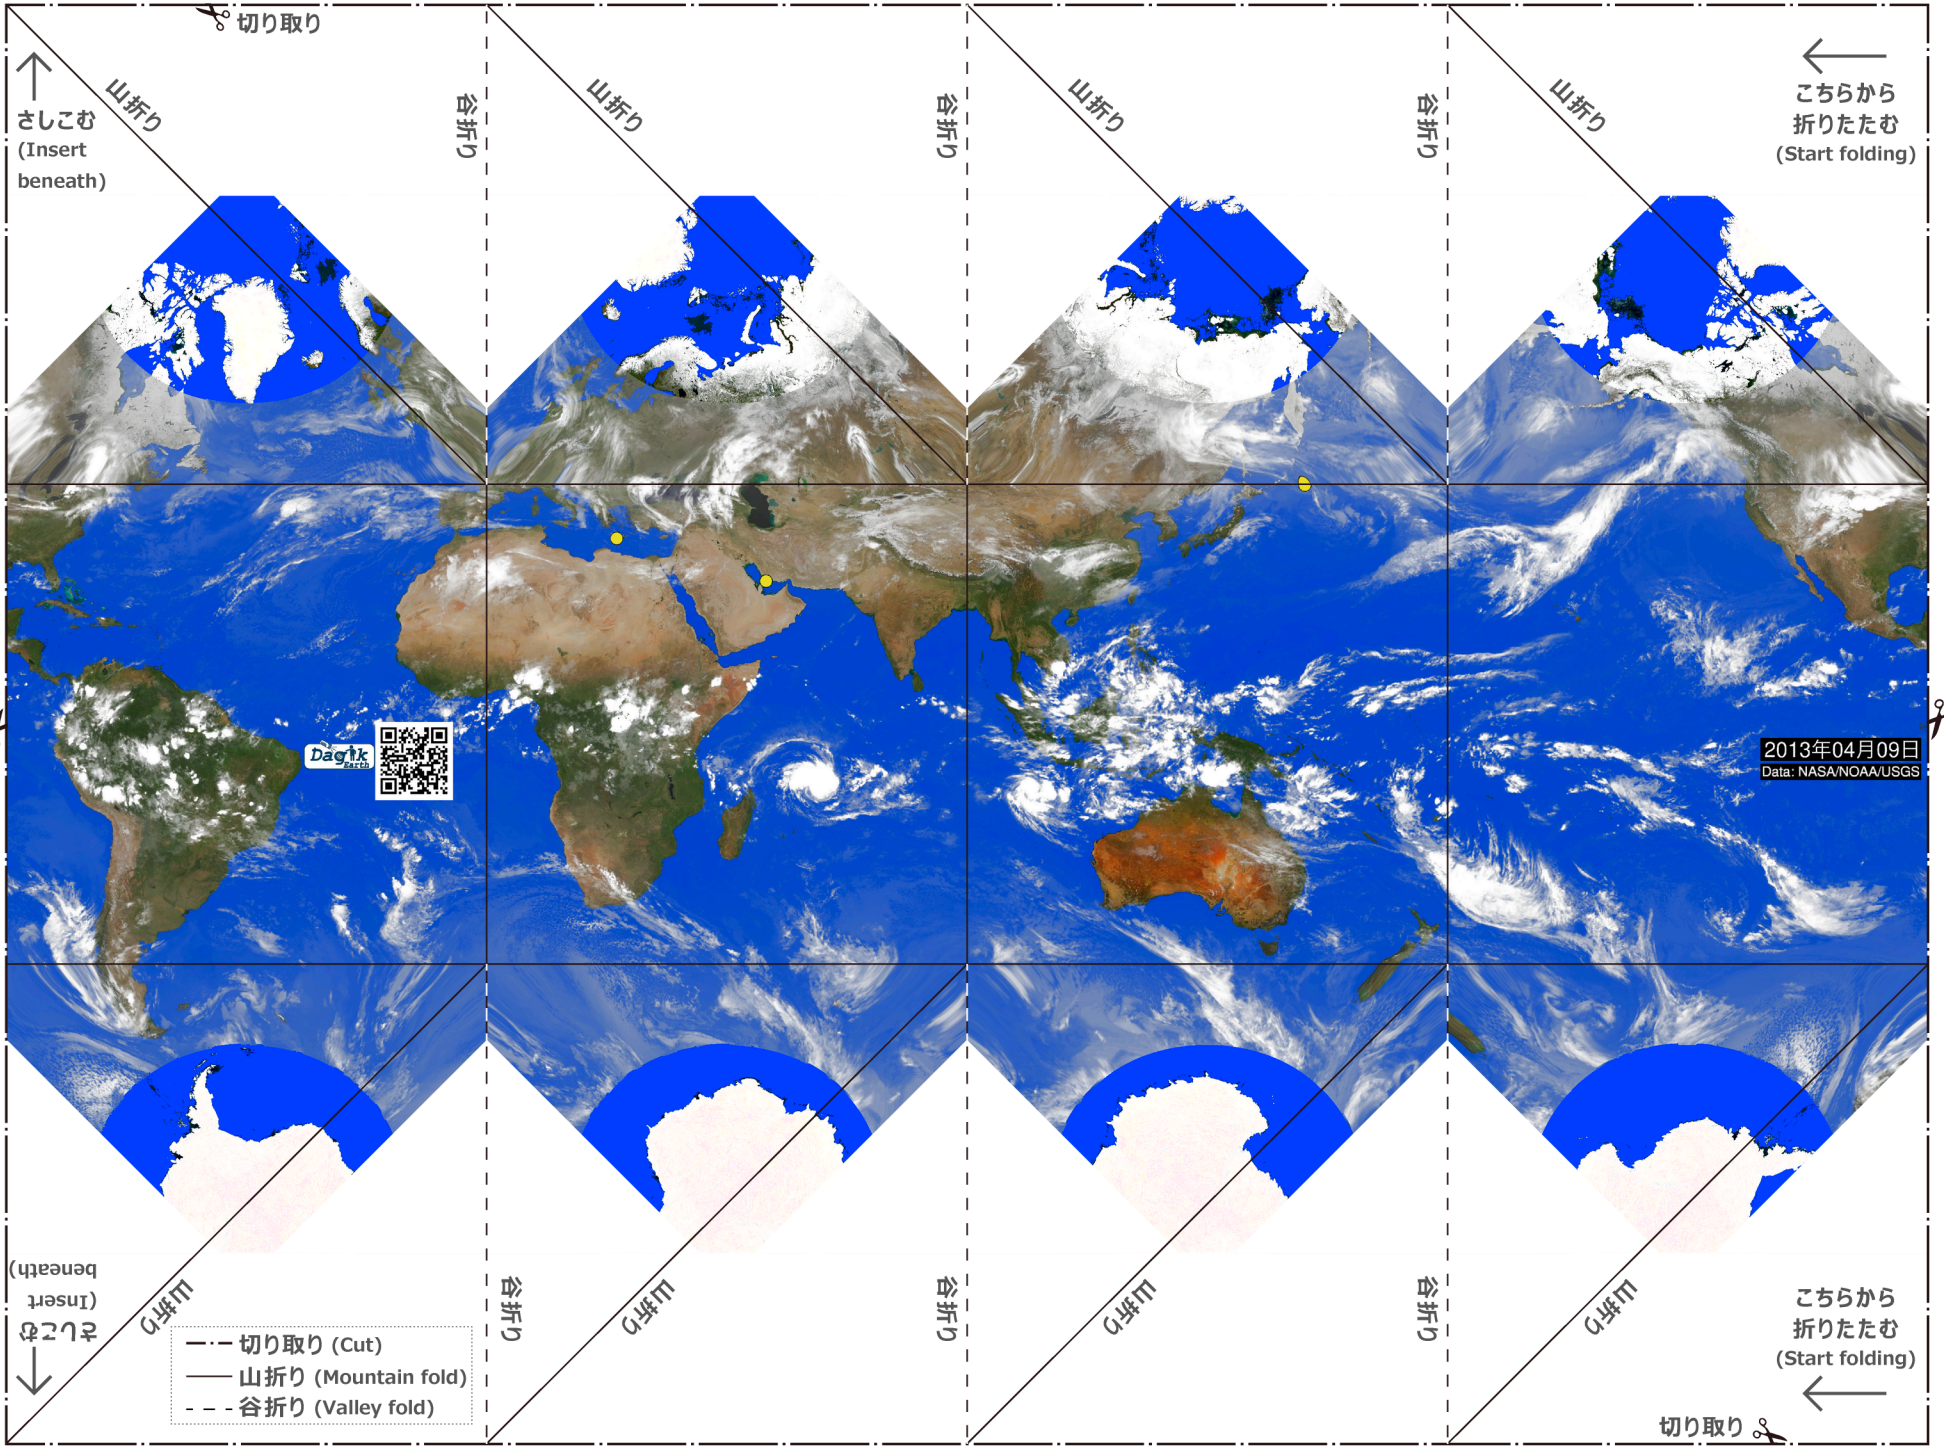 切り取り
さしこむ
(Insert
beneath)
山折り
谷折り
山折り
谷折り
山折り
谷折り
山折り
こちらから
折りたたむ
(Start folding)
Dagik
Earth
2013年04月09日
Data: NASA/NOAA/USGS
さしこむ
(Insert
beneath)
山折り
谷折り
山折り
谷折り
山折り
谷折り
山折り
こちらから
折りたたむ
(Start folding)
切り取り (Cut)
山折り (Mountain fold)
谷折り (Valley fold)
切り取り